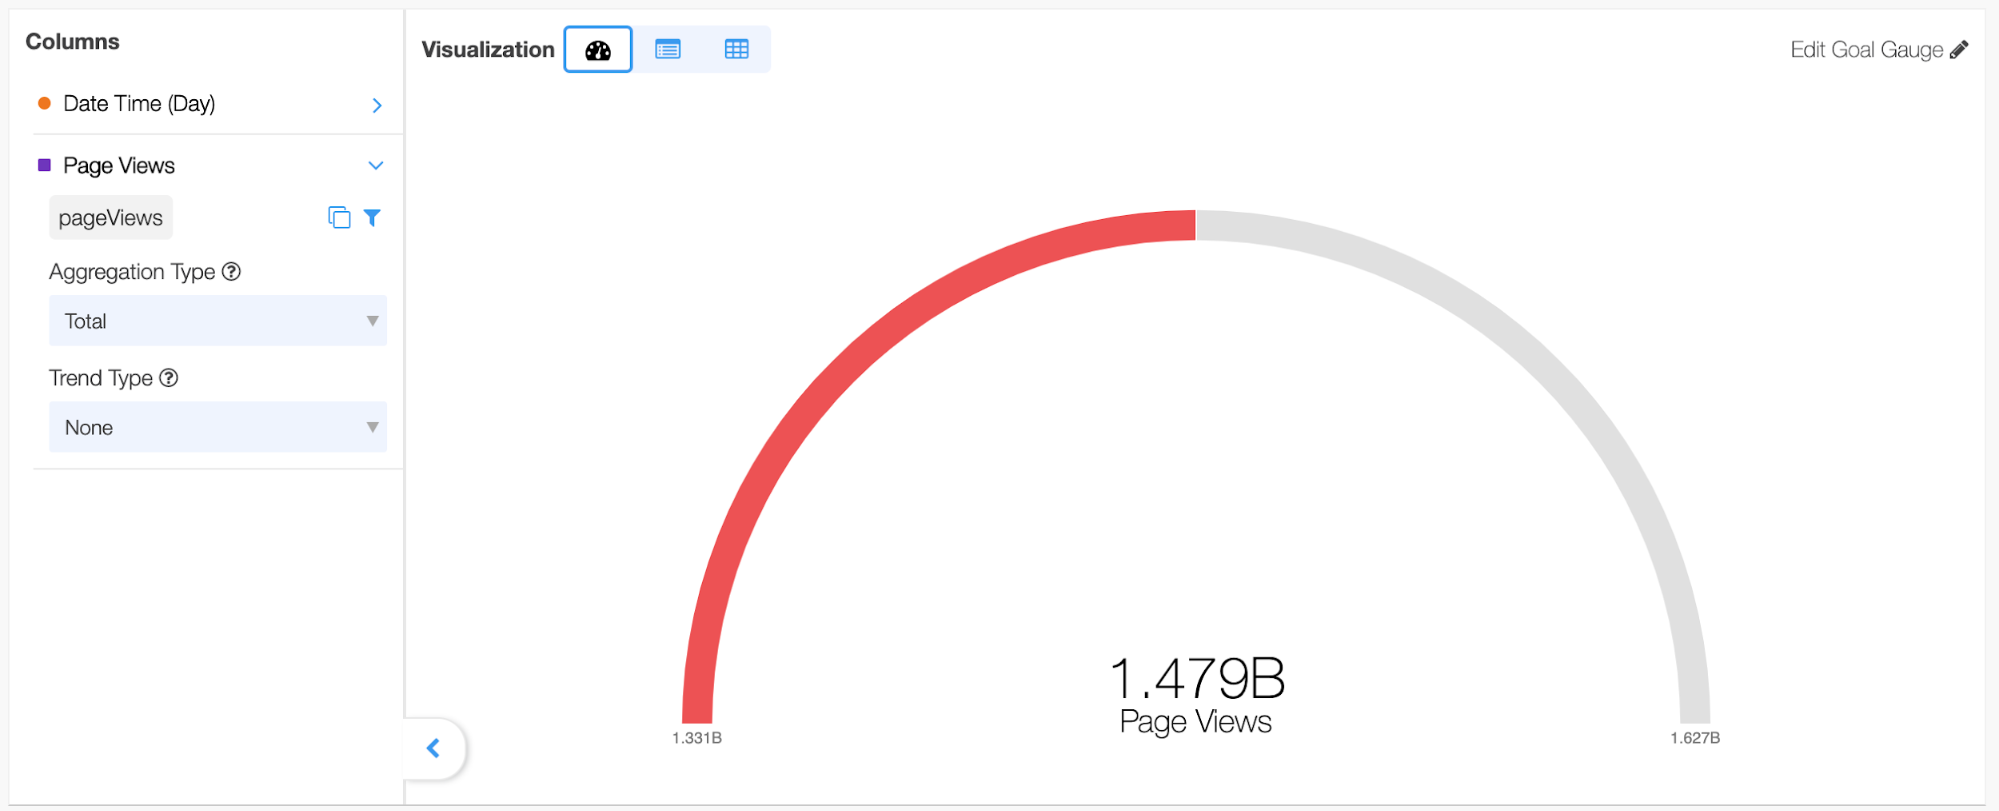 Columns
Date Time (Day)
Page Views
pageViews
Aggregation Type ?
Total
Trend Type ?
None
Visualization
Edit Goal Gauge
1.479B
Page Views
1.331B
1.627B